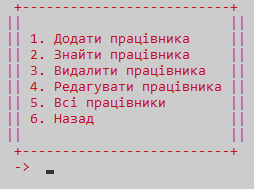 1. Додати працівника
2. Знайти працівника
3. Видалити працівника
4. Редагувати працівника
5. Всі працівники
6. Назад
-> _